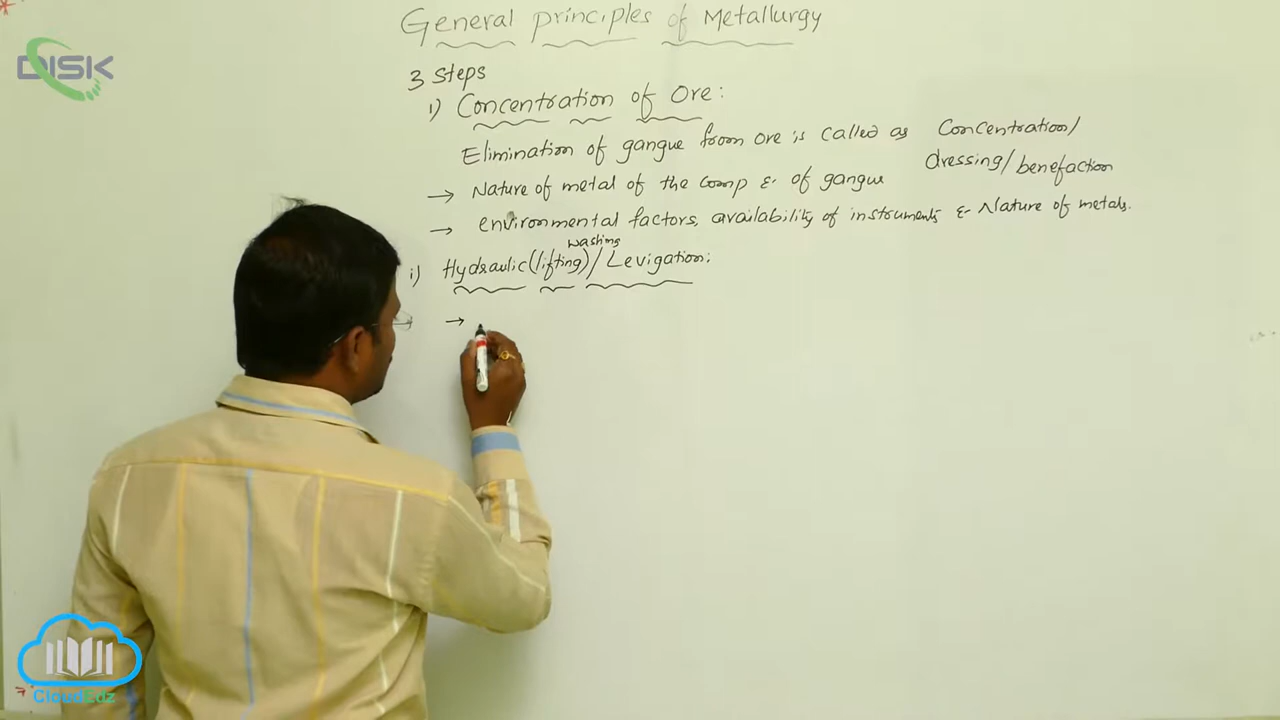 General principles of Metallurgy
DISK
3 Steps
1) Concentration of Ore:
Elimination of gangue from ore is called as Concentration/
dressing/benefaction
→ Nature of metal of the comp & of gangue
→ environmental factors, availability of instruments & Nature of metals.
washing
i) Hydraulic(lifting)/Levigation:
→
CloudEdz